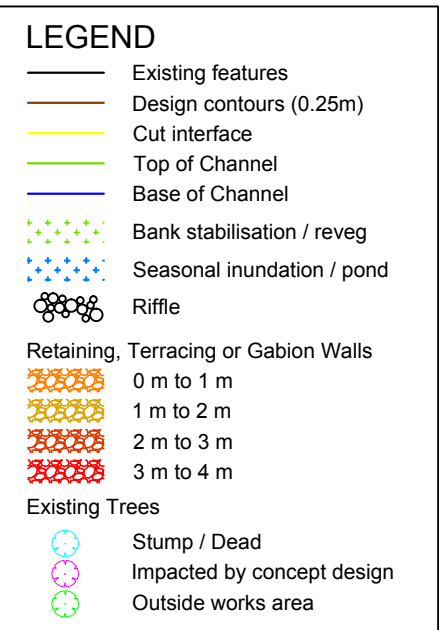 LEGEND
Existing features
Design contours (0.25m)
Cut interface
Top of Channel
Base of Channel
Bank stabilisation / reveg
Seasonal inundation / pond
Riffle
Retaining, Terracing or Gabion Walls
0 m to 1 m
1 m to 2 m
2 m to 3 m
3 m to 4 m
Existing Trees
Stump / Dead
Impacted by concept design
Outside works area